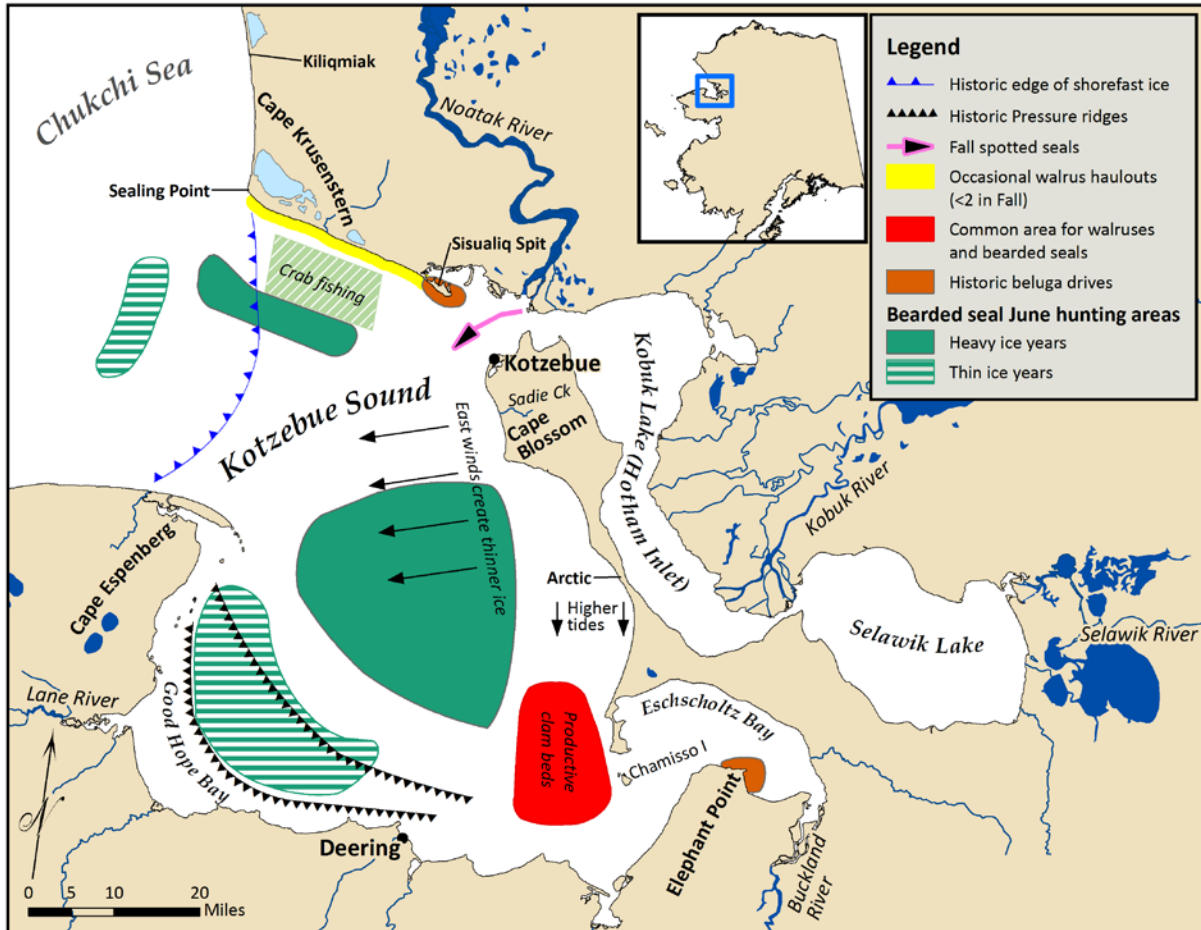 Chukchi Sea
Kiliqmiak
Cape Krusenstern
Noatak River
Sealing Point
Sisualiq Spit
Crab fishing
Kotzebue
Sadie Ck
Cape
Blossom
Kotzebue Sound
East winds create thinner ice
Kobuk Lake (Hotham Inlet)
Kobuk River
Cape Espenberg
Arctic
Higher
tides
Selawik Lake
Selawik River
Lane River
Good Hope Bay
Productive
clam beds
Eschscholtz Bay
Chamisso I
Elephant Point
Buckland
River
Deering
N
0 5 10 20
Miles
Legend
Historic edge of shorefast ice
Historic Pressure ridges
Fall spotted seals
Occasional walrus haulouts
(<2 in Fall)
Common area for walruses
and bearded seals
Historic beluga drives
Bearded seal June hunting areas
Heavy ice years
Thin ice years